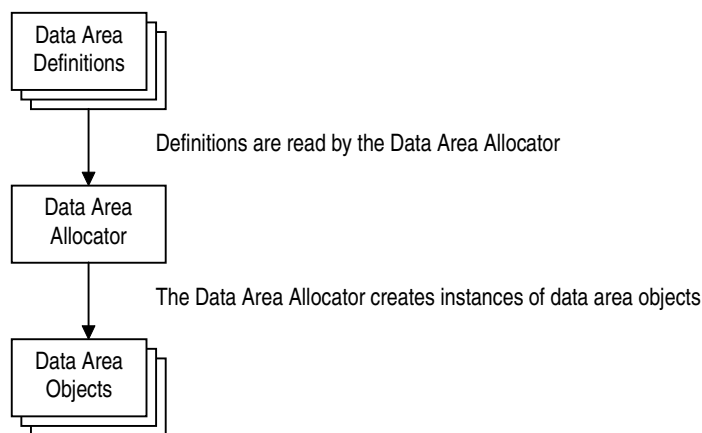 Data Area
Definitions
Definitions are read by the Data Area Allocator
Data Area
Allocator
The Data Area Allocator creates instances of data area objects
Data Area
Objects